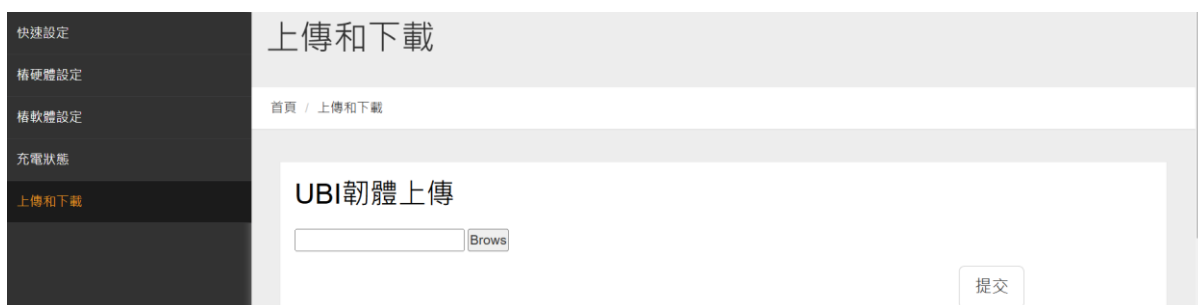 快速設定
樁硬體設定
樁軟體設定
充電狀態
上傳和下載
上傳和下載
首頁 / 上傳和下載
UBI韌體上傳
Brows
提交